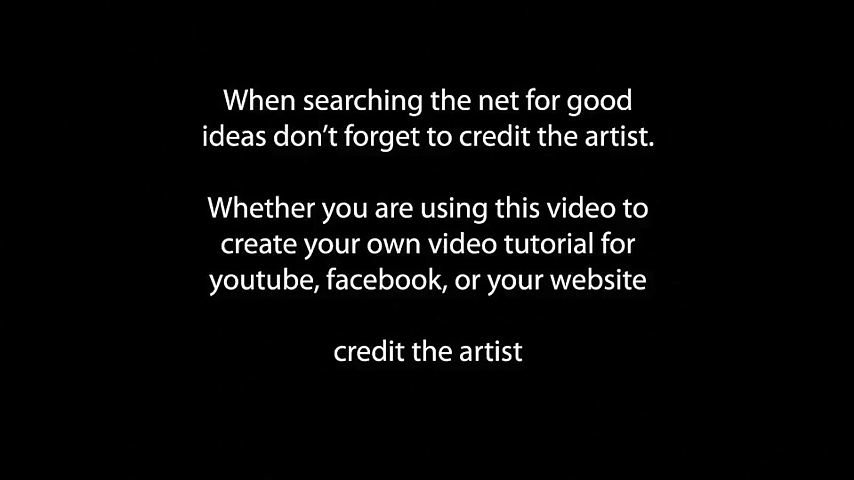 When searching the net for good
ideas don’t forget to credit the artist.
Whether you are using this video to
create your own video tutorial for
youtube, facebook, or your website
credit the artist